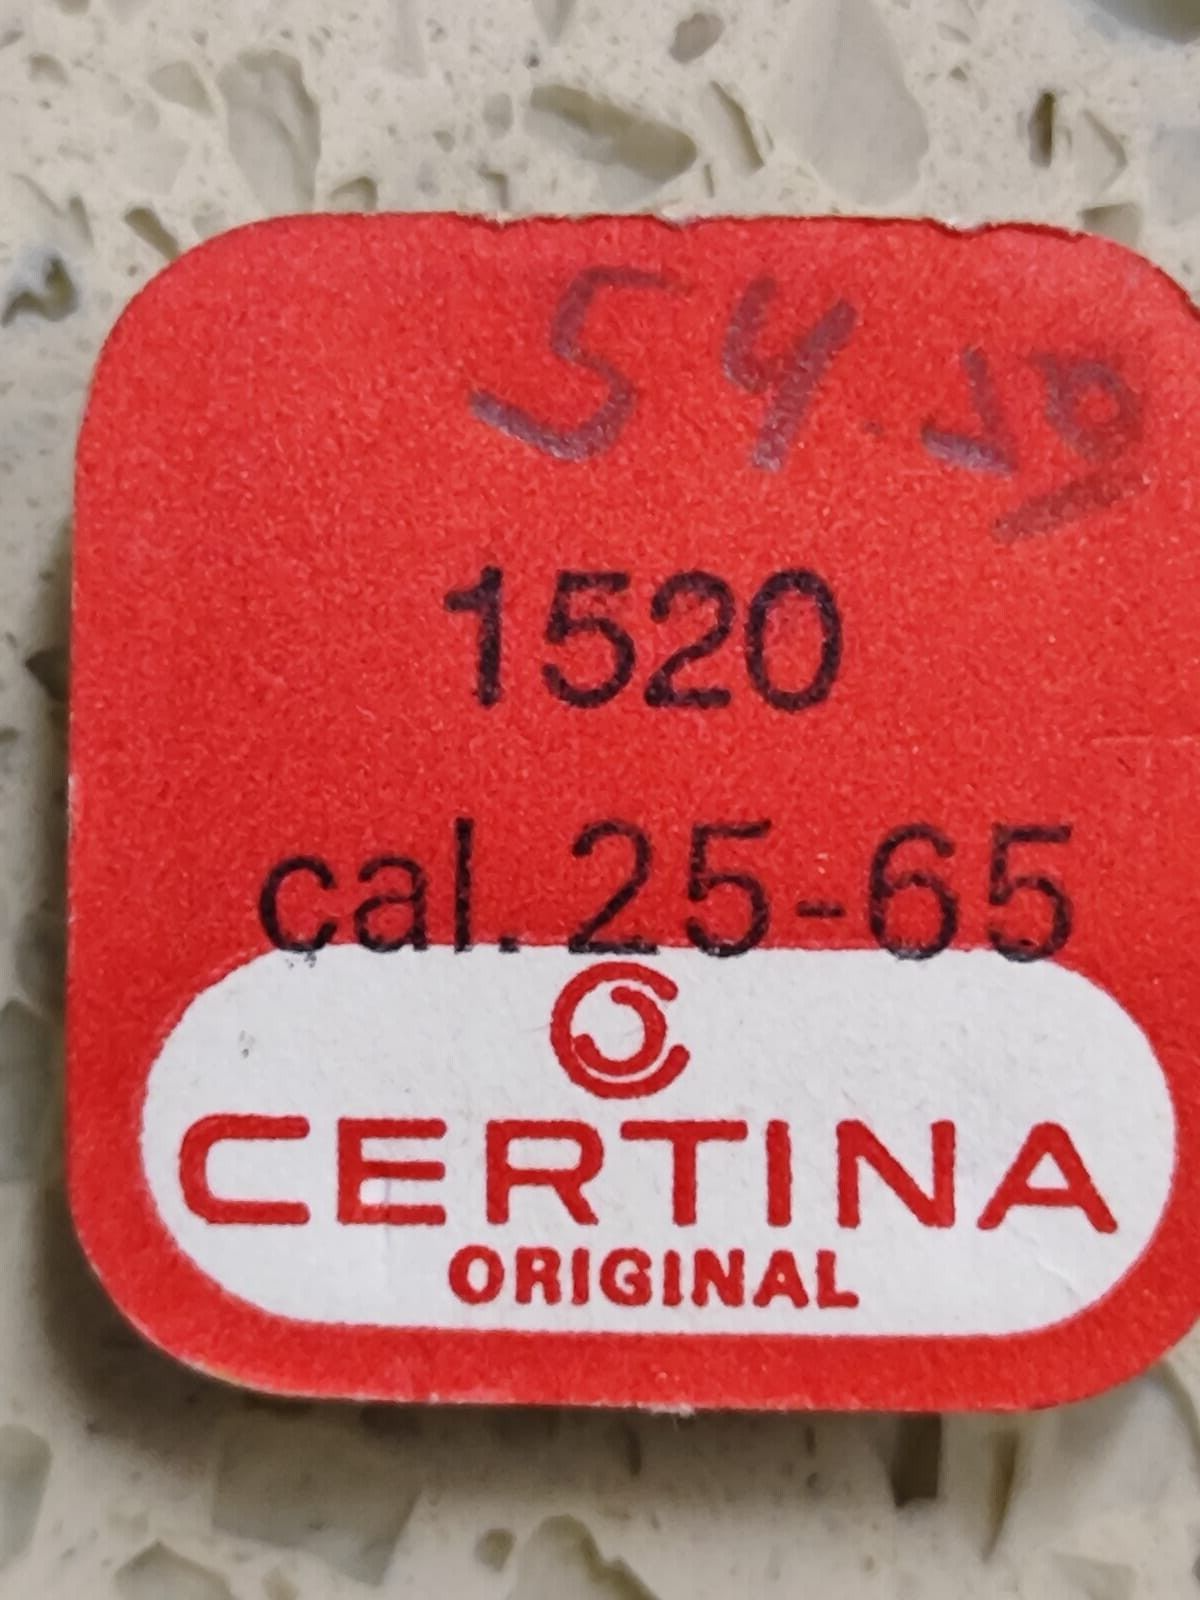 54.
1520
cal. 25-65
CERTINA
ORIGINAL